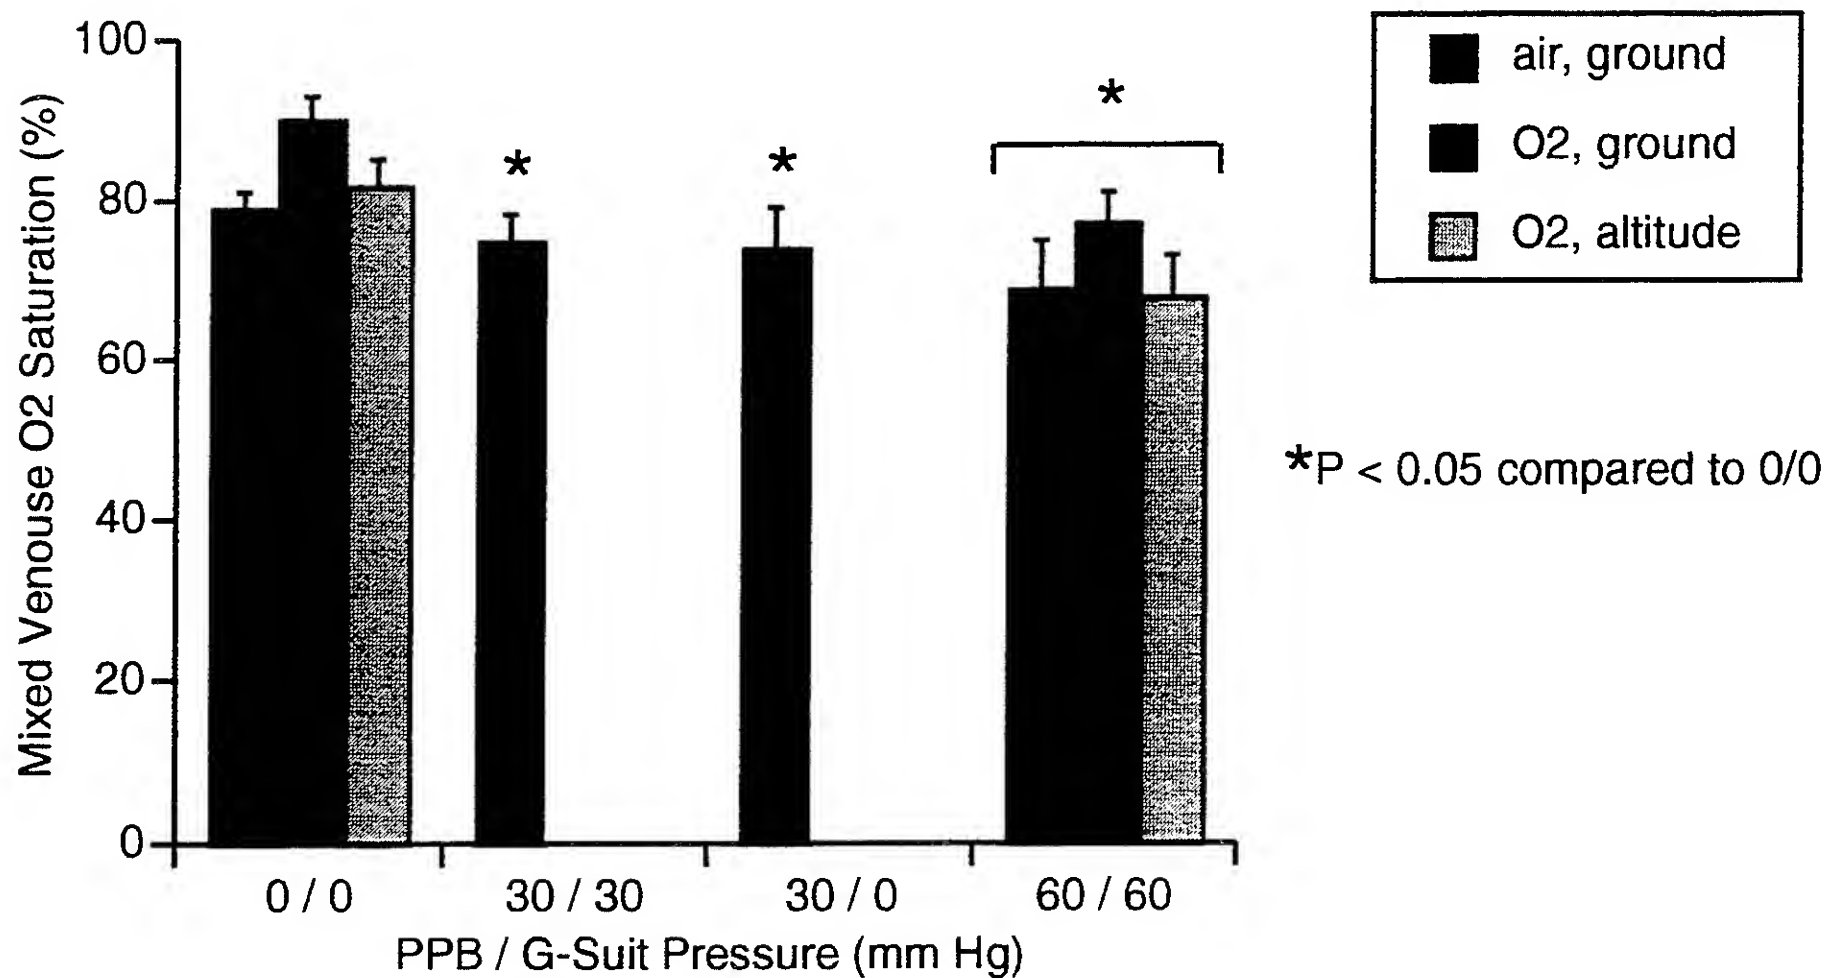 100
80
60
40
20
0
Mixed Venouse O2 Saturation (%)
*
*
*
0 / 0
30 / 30
30 / 0
60 / 60
PPB / G-Suit Pressure (mm Hg)
air, ground
O2, ground
O2, altitude
*P < 0.05 compared to 0/0